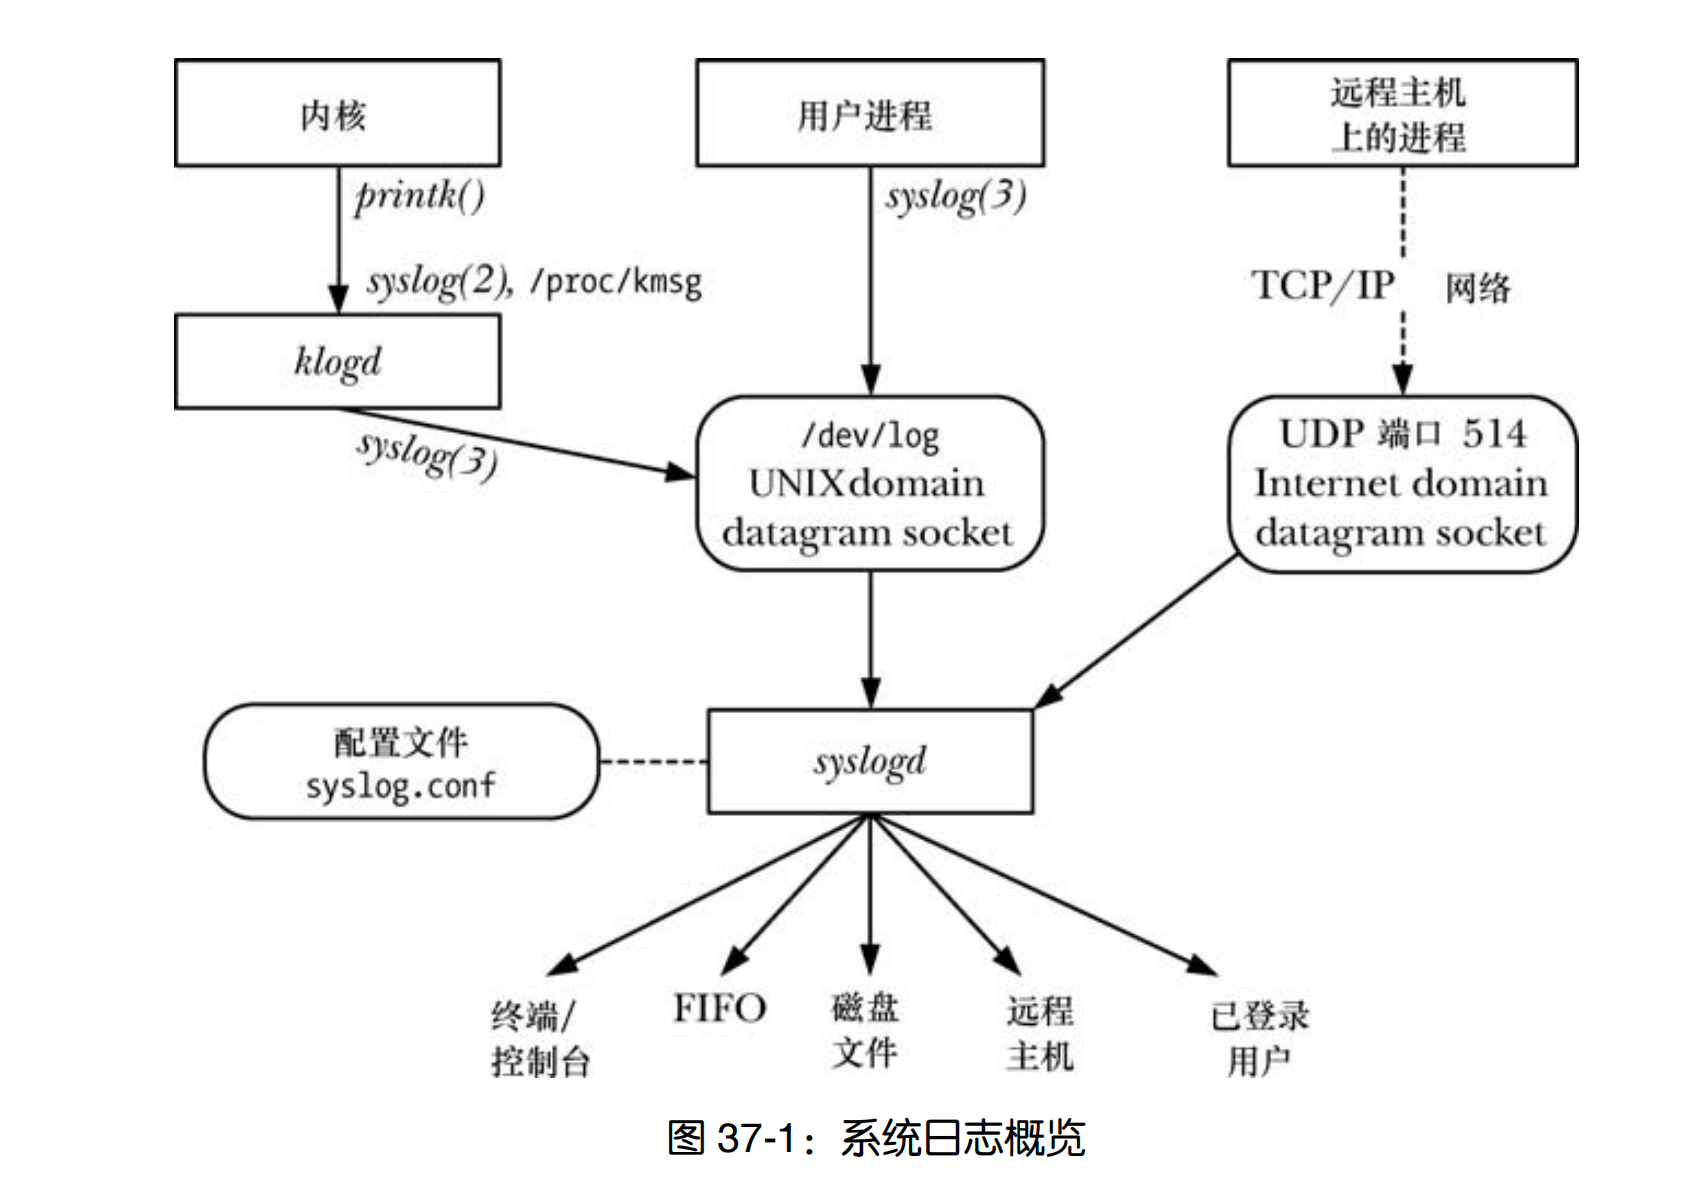 内核
用户进程
远程主机
上的进程
printk()
syslog(3)
syslog(2), /proc/kmsg
TCP/IP 网络
klogd
syslog(3)
/dev/log
UNIXdomain
datagram socket
UDP 端口 514
Internet domain
datagram socket
配置文件
syslog.conf
syslogd
终端/
控制台
FIFO
磁盘
文件
远程
主机
已登录
用户
图 37-1：系统日志概览